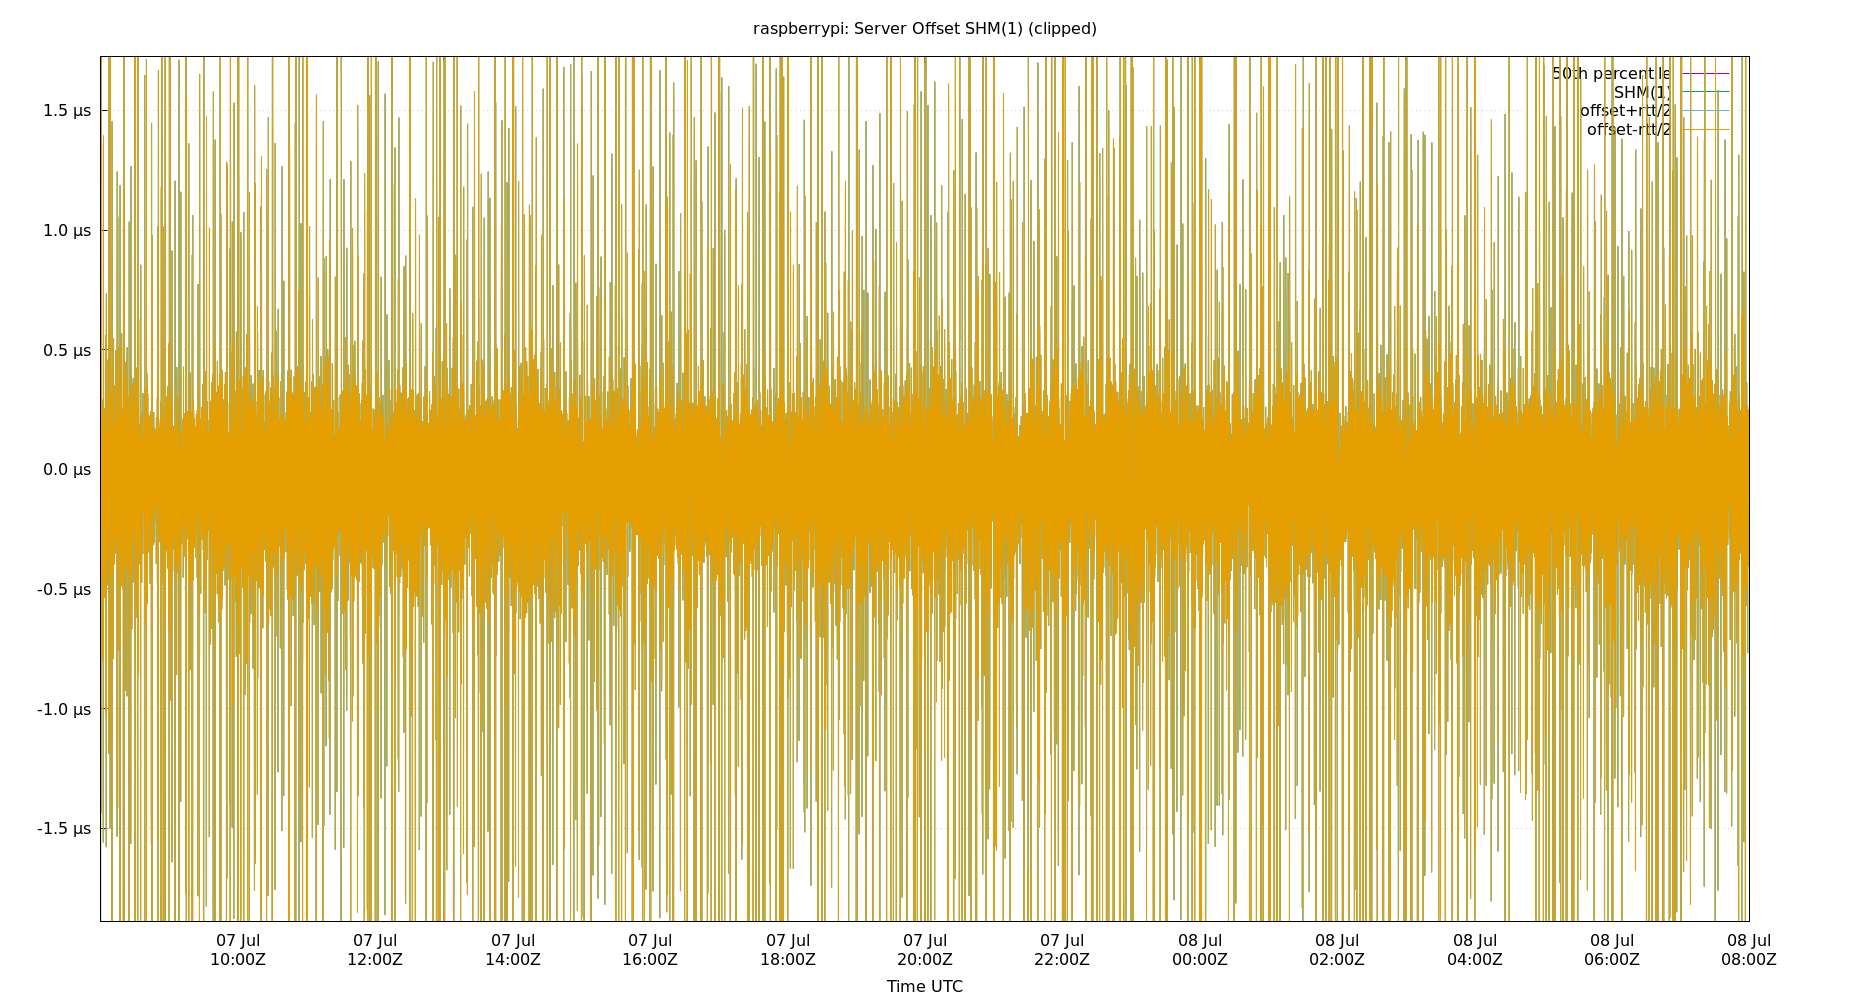 raspberrypi: Server Offset SHM(1) (clipped)
50th percentile
SHM(1)
offset+rtt/2
offset-rtt/2
1.5 µs
1.0 µs
0.5 µs
0.0 µs
-0.5 µs
-1.0 µs
-1.5 µs
07 Jul 07 Jul 07 Jul 07 Jul 07 Jul 07 Jul 07 Jul 08 Jul 08 Jul 08 Jul 08 Jul 08 Jul
10:00Z 12:00Z 14:00Z 16:00Z 18:00Z 20:00Z 22:00Z 00:00Z 02:00Z 04:00Z 06:00Z 08:00Z
Time UTC